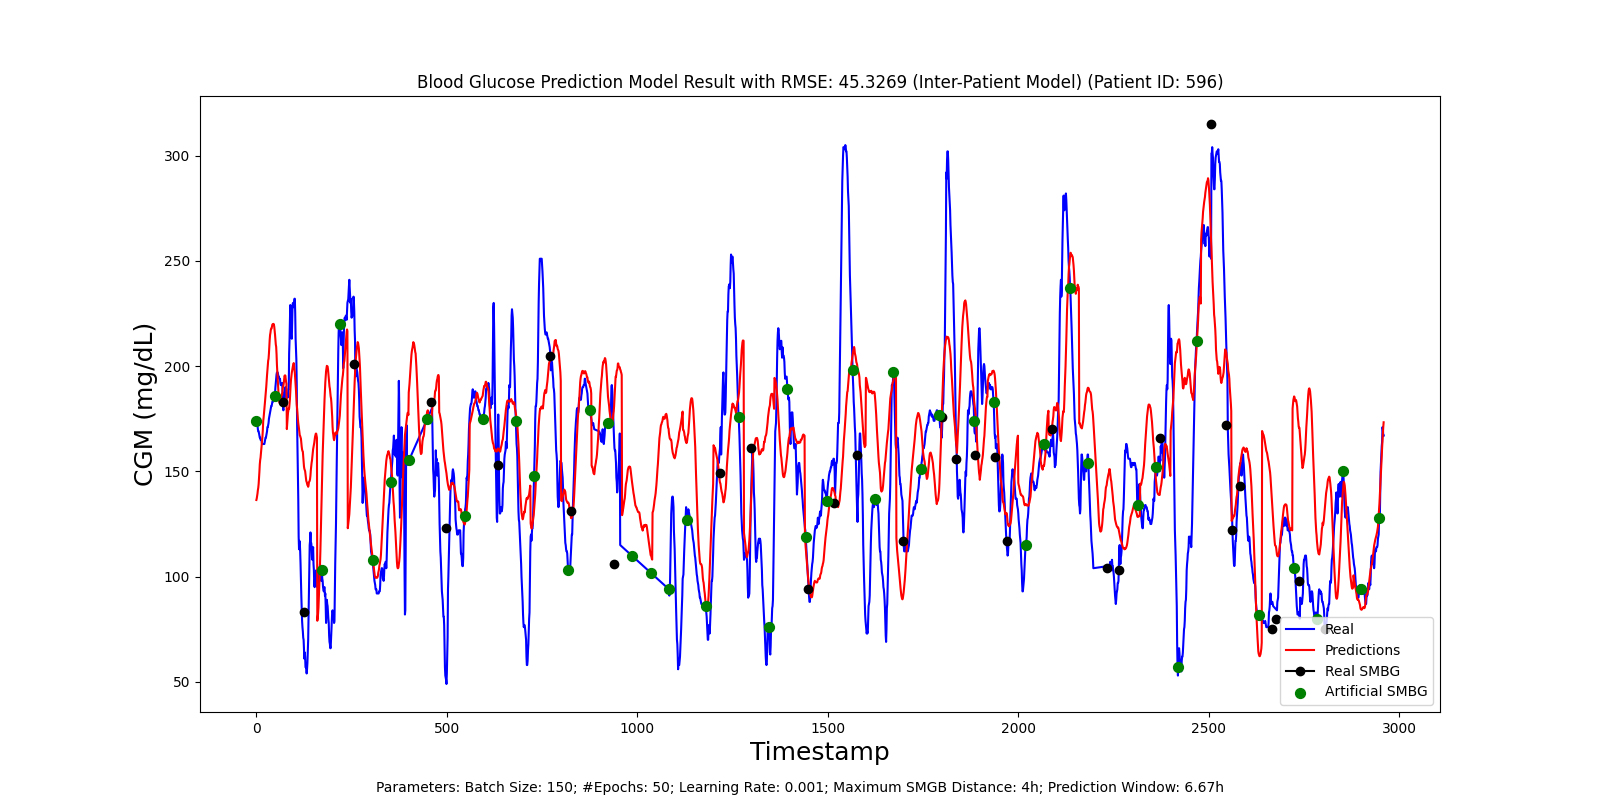 Blood Glucose Prediction Model Result with RMSE: 45.3269 (Inter-Patient Model) (Patient ID: 596)
CGM (mg/dL)
300
250
200
150
100
50
0 500 1000 1500 2000 2500 3000
Timestamp
Real
Predictions
Real SMBG
Artificial SMBG
Parameters: Batch Size: 150; #Epochs: 50; Learning Rate: 0.001; Maximum SMGB Distance: 4h; Prediction Window: 6.67h